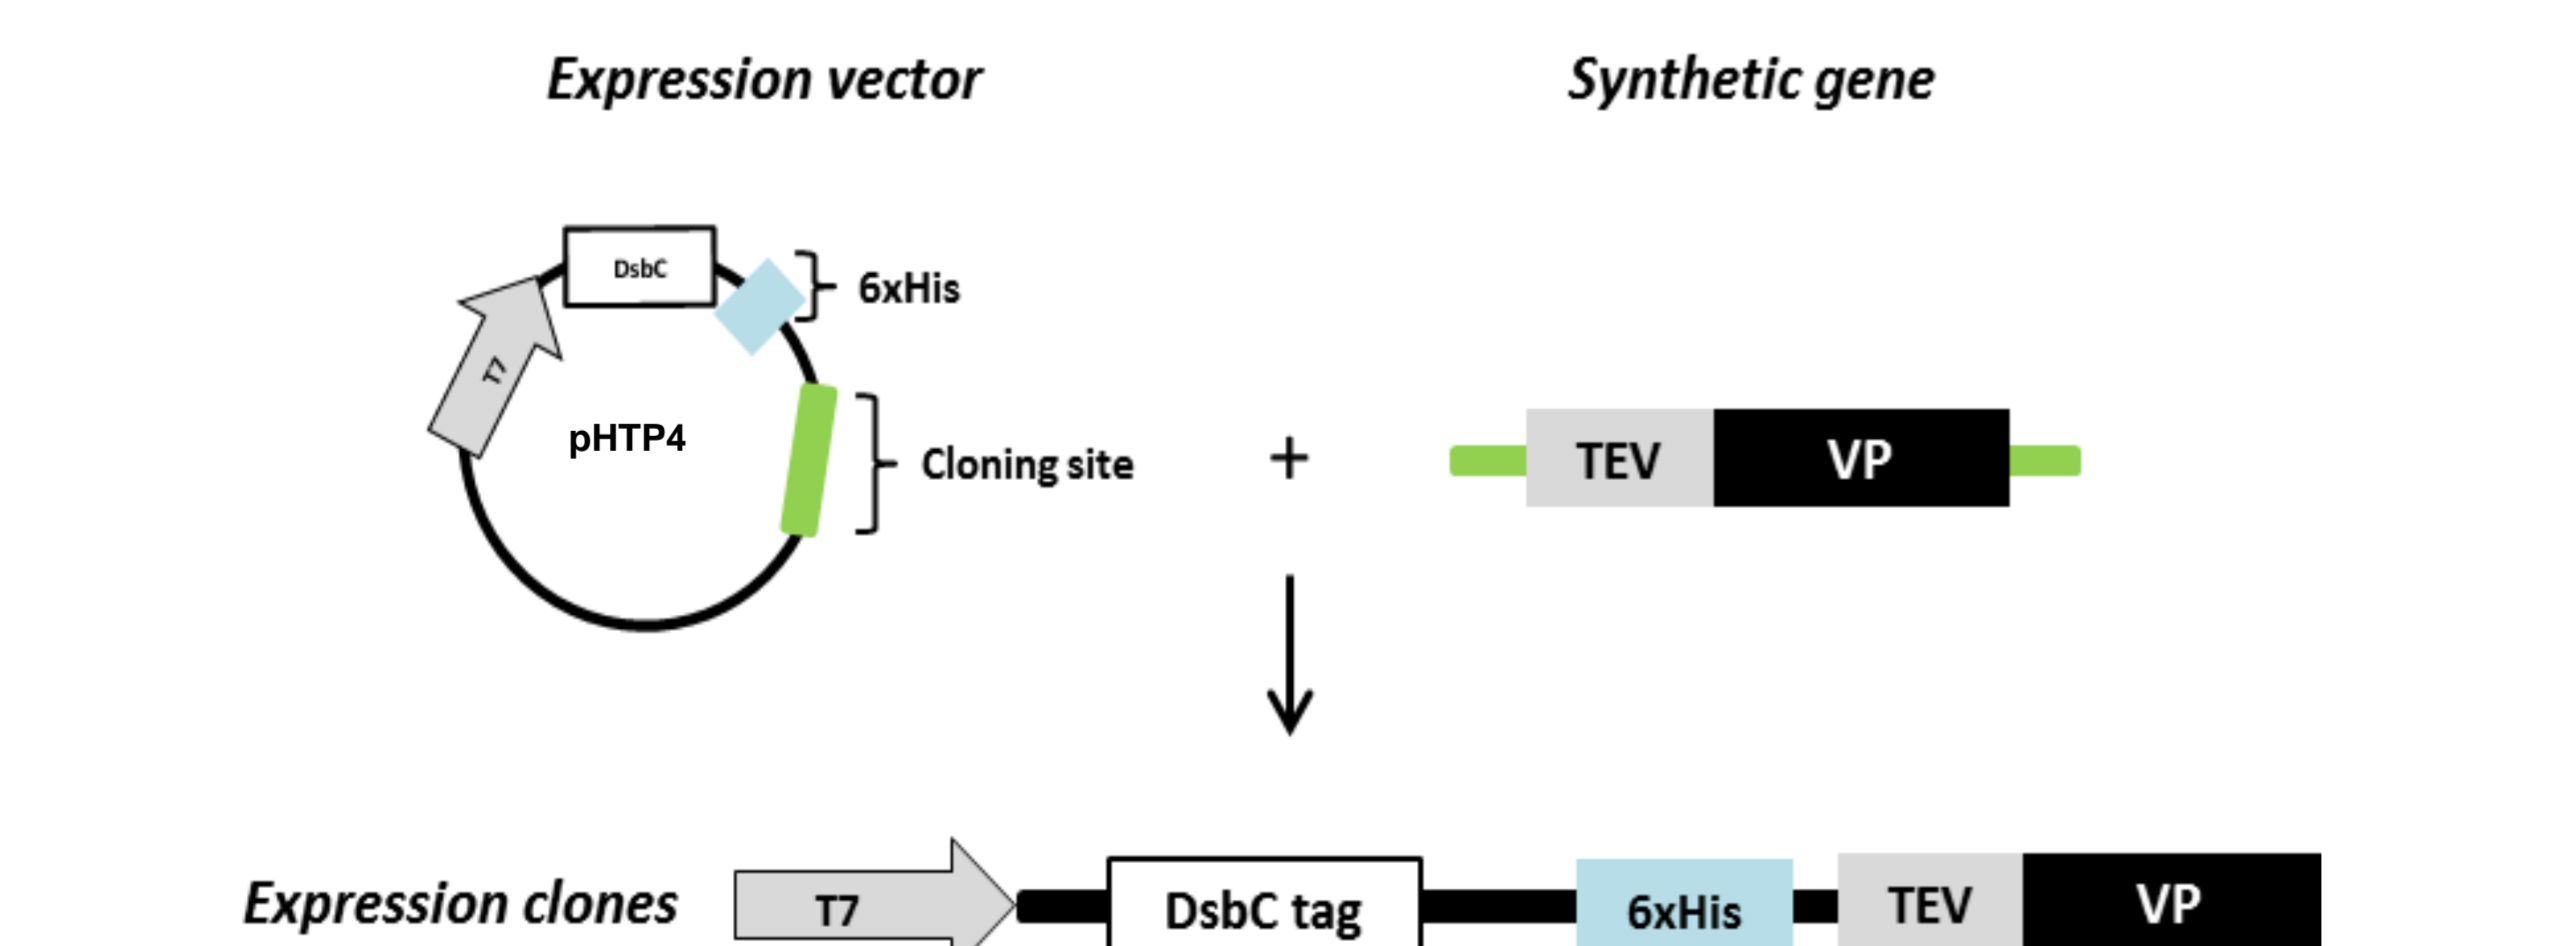 Expression vector
Synthetic gene
DsbC
6xHis
T7
pHTP4
Cloning site
+
TEV VP
Expression clones
T7
DsbC tag
6xHis
TEV
VP